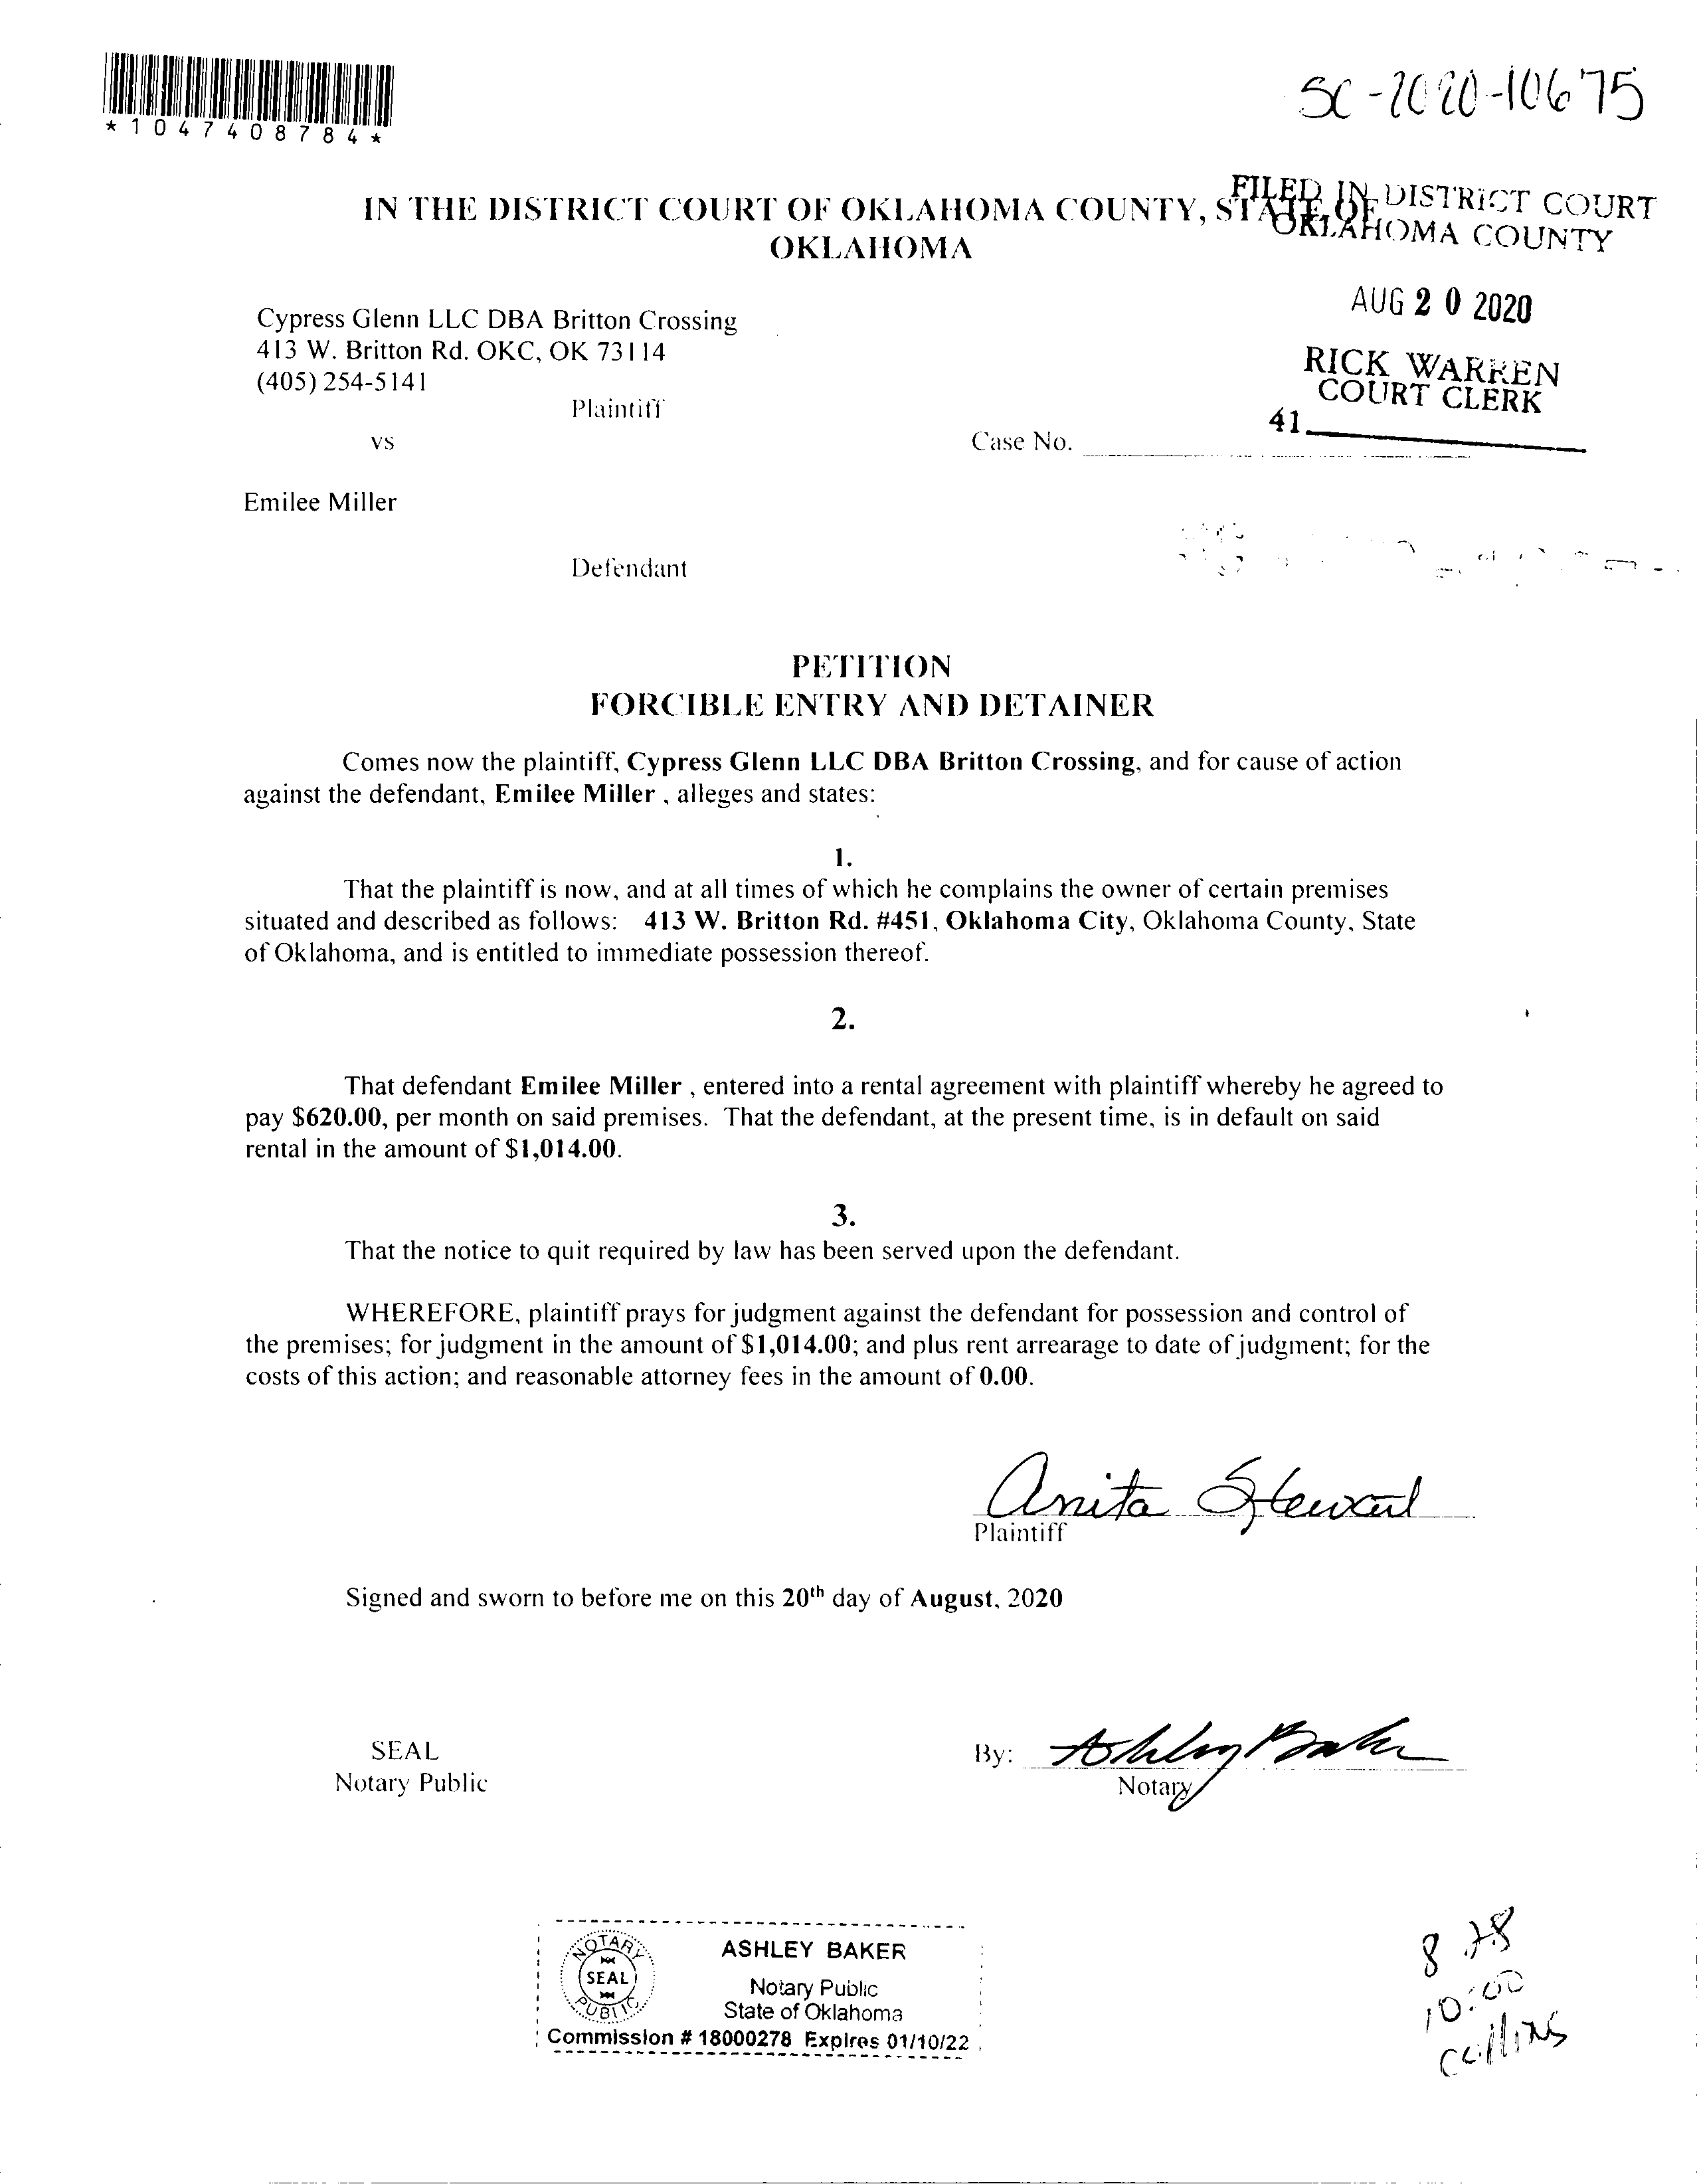 *1047408784*
SC-2020-10675
IN THE DISTRICT COURT OF OKLAHOMA COUNTY, STATE OF
OKLAHOMA
FILED IN DISTRICT COURT
OKLAHOMA COUNTY
AUG 20 2020
RICK WARREN
COURT CLERK
41
Cypress Glenn LLC DBA Britton Crossing
413 W. Britton Rd. OKC, OK 73114
(405) 254-5141
Plaintiff
vs
Case No.
Emilee Miller
Defendant
PETITION
FORCIBLE ENTRY AND DETAINER
Comes now the plaintiff, Cypress Glenn LLC DBA Britton Crossing, and for cause of action
against the defendant, Emilee Miller , alleges and states:
1.
That the plaintiff is now, and at all times of which he complains the owner of certain premises
situated and described as follows: 413 W. Britton Rd. #451, Oklahoma City, Oklahoma County, State
of Oklahoma, and is entitled to immediate possession thereof.
2.
That defendant Emilee Miller , entered into a rental agreement with plaintiff whereby he agreed to
pay $620.00, per month on said premises. That the defendant, at the present time, is in default on said
rental in the amount of $1,014.00.
3.
That the notice to quit required by law has been served upon the defendant.
WHEREFORE, plaintiff prays for judgment against the defendant for possession and control of
the premises; for judgment in the amount of $1,014.00; and plus rent arrearage to date of judgment; for the
costs of this action; and reasonable attorney fees in the amount of 0.00.
Anita Steward
Plaintiff
Signed and sworn to before me on this 20th day of August, 2020
SEAL
Notary Public
By: Ashley Baker
Notary
NOTARY
SEAL
PUBLIC
ASHLEY BAKER
Notary Public
State of Oklahoma
Commission # 18000278 Expires 01/10/22
8 28
10:00
Collins